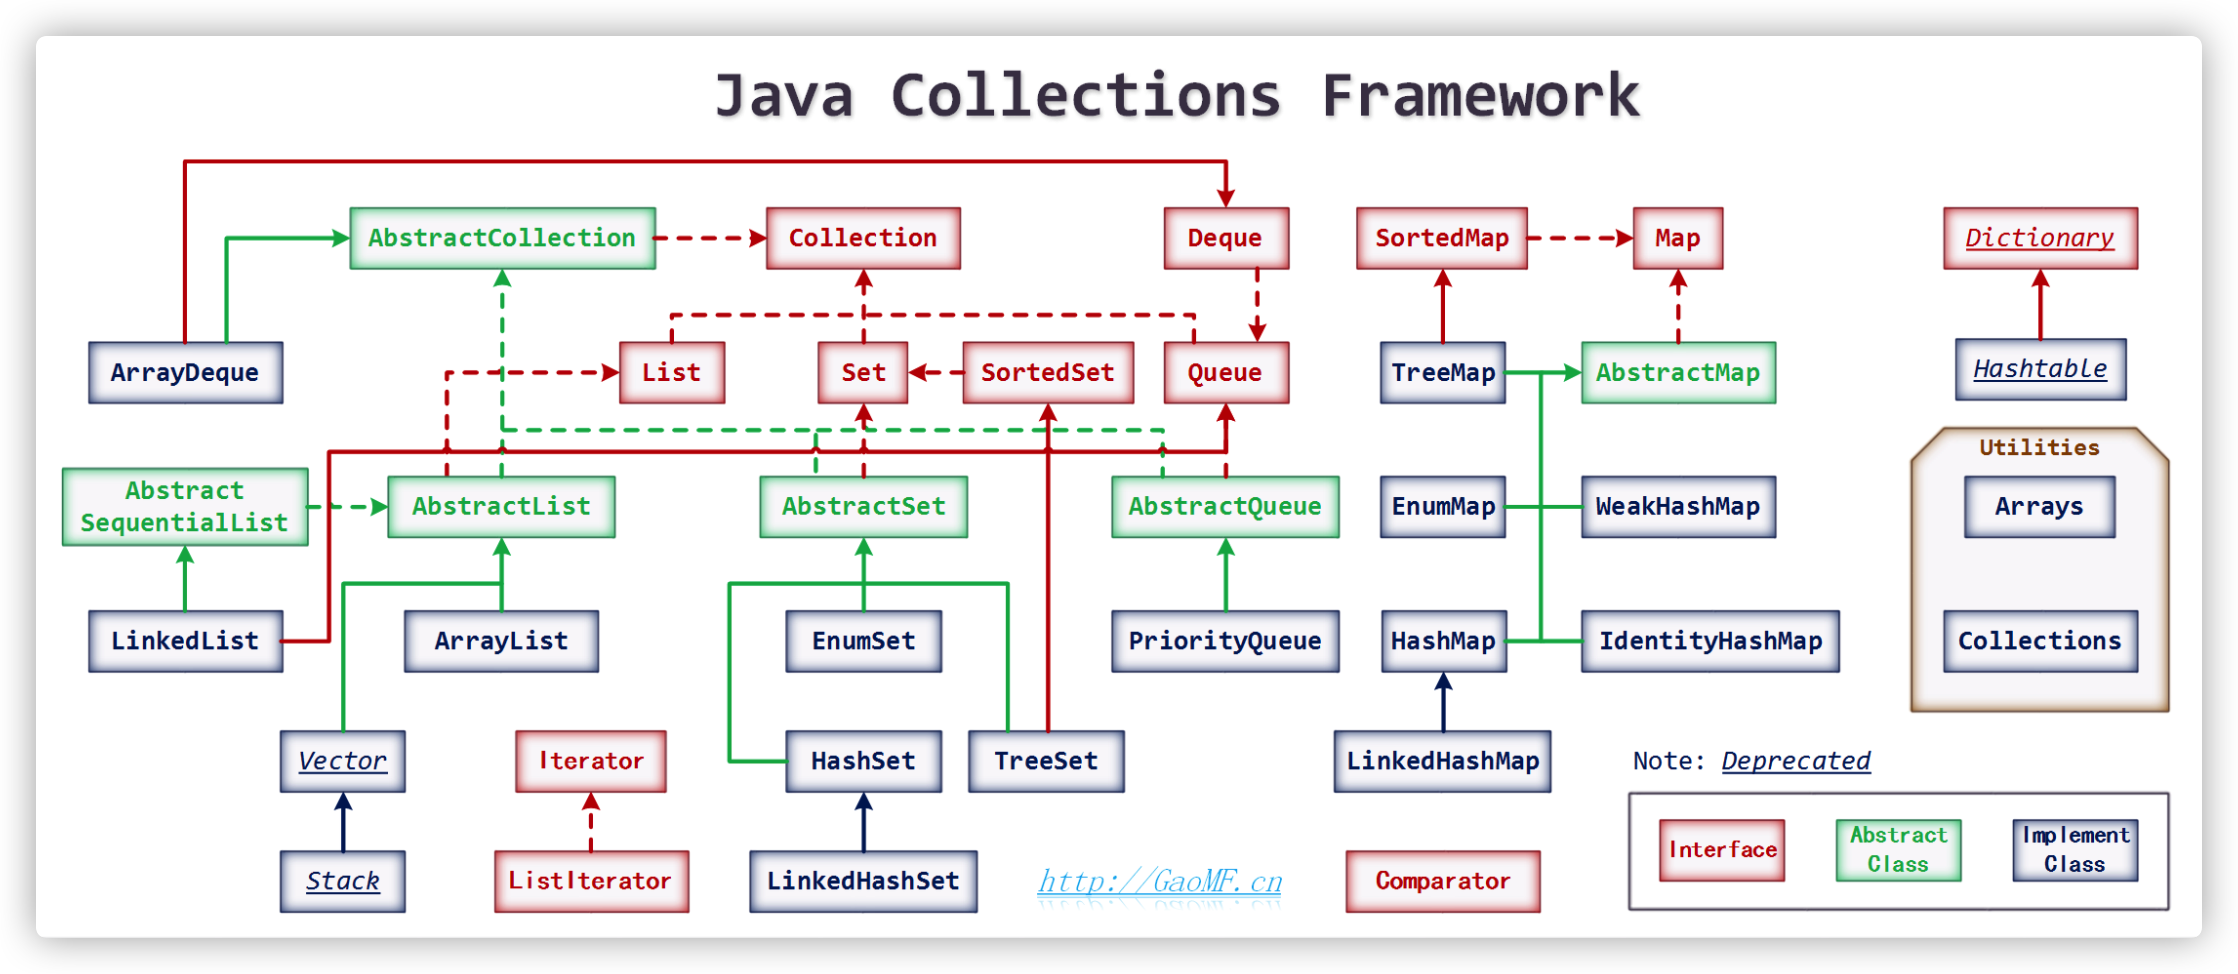 Java Collections Framework
AbstractCollection
Collection
Deque
SortedMap
Map
Dictionary
ArrayDeque
List
Set
SortedSet
Queue
TreeMap
AbstractMap
Hashtable
Utilities
Abstract
SequentialList
AbstractList
AbstractSet
AbstractQueue
EnumMap
WeakHashMap
Arrays
LinkedList
ArrayList
EnumSet
PriorityQueue
HashMap
IdentityHashMap
Collections
Vector
Iterator
HashSet
TreeSet
LinkedHashMap
Note: Deprecated
Stack
ListIterator
LinkedHashSet
http://GaoMF.cn
Comparator
Interface
Abstract
Class
Implement
Class